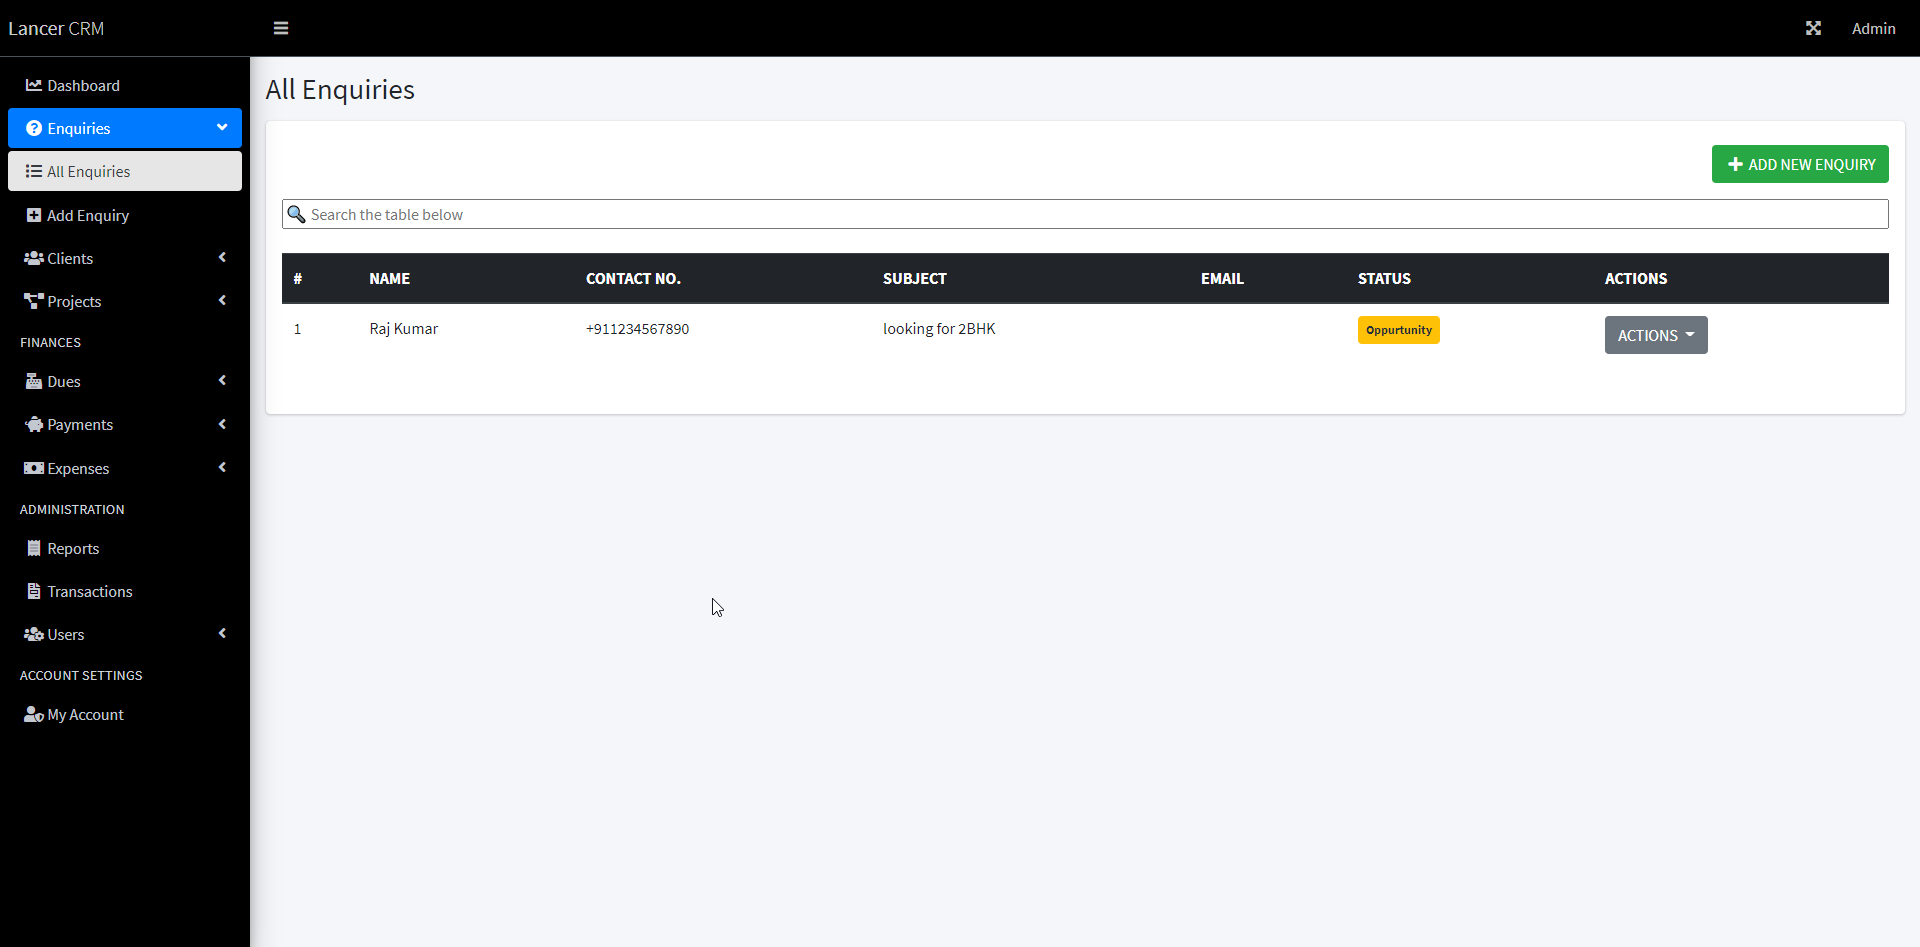 Lancer CRM
Admin
Dashboard
Enquiries
All Enquiries
Add Enquiry
Clients
Projects
FINANCES
Dues
Payments
Expenses
ADMINISTRATION
Reports
Transactions
Users
ACCOUNT SETTINGS
My Account
All Enquiries
ADD NEW ENQUIRY
Search the table below
# NAME CONTACT NO. SUBJECT EMAIL STATUS ACTIONS
1 Raj Kumar +911234567890 looking for 2BHK Oppurtunity ACTIONS